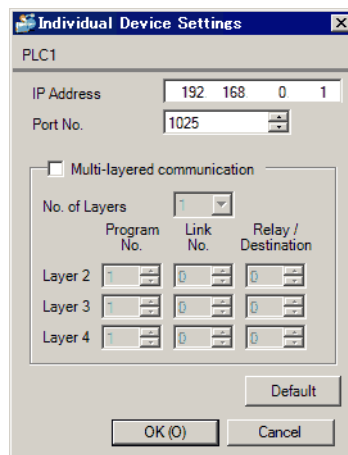 Individual Device Settings
PLC1
IP Address 192 168 0 1
Port No. 1025
Multi-layered communication
No. of Layers 1
Program No. Link No. Relay / Destination
Layer 2 1 0 0
Layer 3 1 0 0
Layer 4 1 0 0
Default
OK (O) Cancel